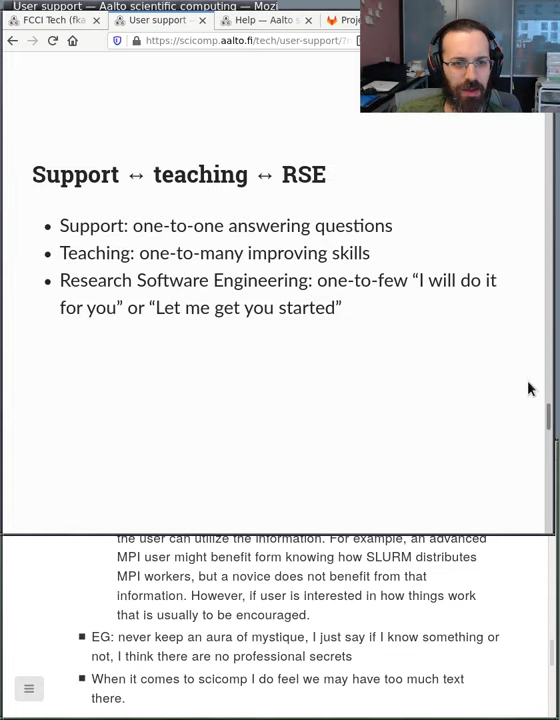 User support — Aalto scientific computing — Mozi
FCCI Tech (fka
User support —
Help — Aalto s
Proje
https://scicomp.aalto.fi/tech/user-support/?
Support ↔ teaching ↔ RSE
• Support: one-to-one answering questions
• Teaching: one-to-many improving skills
• Research Software Engineering: one-to-few “I will do it
for you” or “Let me get you started”
the user can utilize the information. For example, an advanced
MPI user might benefit form knowing how SLURM distributes
MPI workers, but a novice does not benefit from that
information. However, if user is interested in how things work
that is usually to be encouraged.
■ EG: never keep an aura of mystique, I just say if I know something or
not, I think there are no professional secrets
■ When it comes to scicomp I do feel we may have too much text
there.